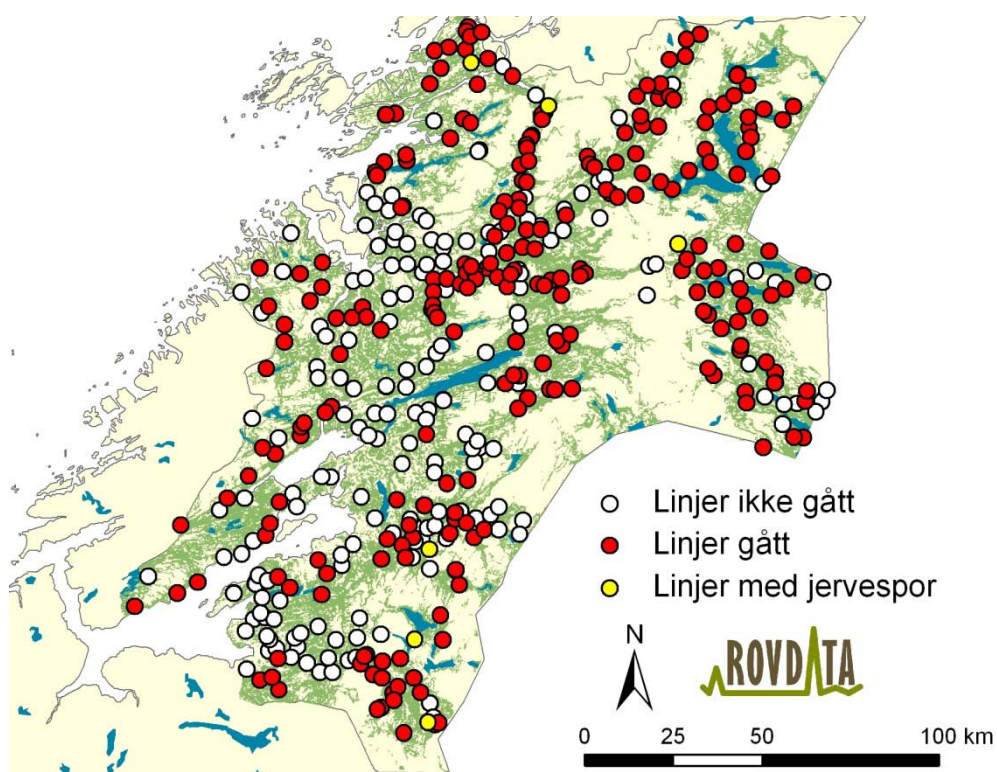 Linjer ikke gått
Linjer gått
Linjer med jervespor
N
ROVDATA
0 25 50 100 km